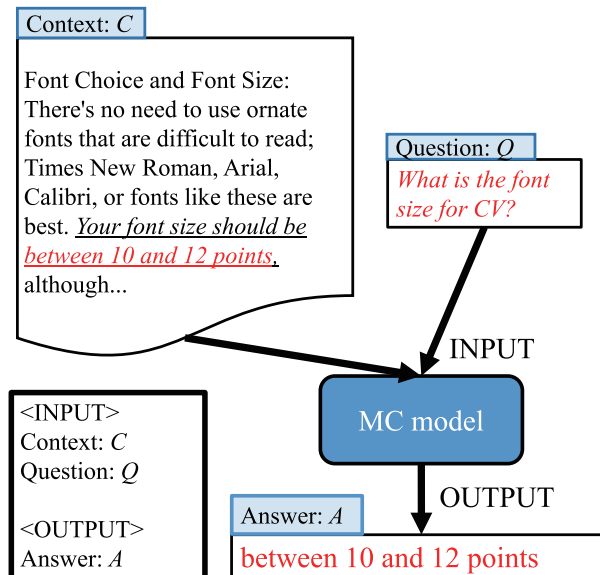 Context: C
Font Choice and Font Size:
There's no need to use ornate
fonts that are difficult to read;
Times New Roman, Arial,
Calibri, or fonts like these are
best. Your font size should be
between 10 and 12 points,
although...
Question: Q
What is the font
size for CV?
INPUT
MC model
OUTPUT
<INPUT>
Context: C
Question: Q
<OUTPUT>
Answer: A
Answer: A
between 10 and 12 points